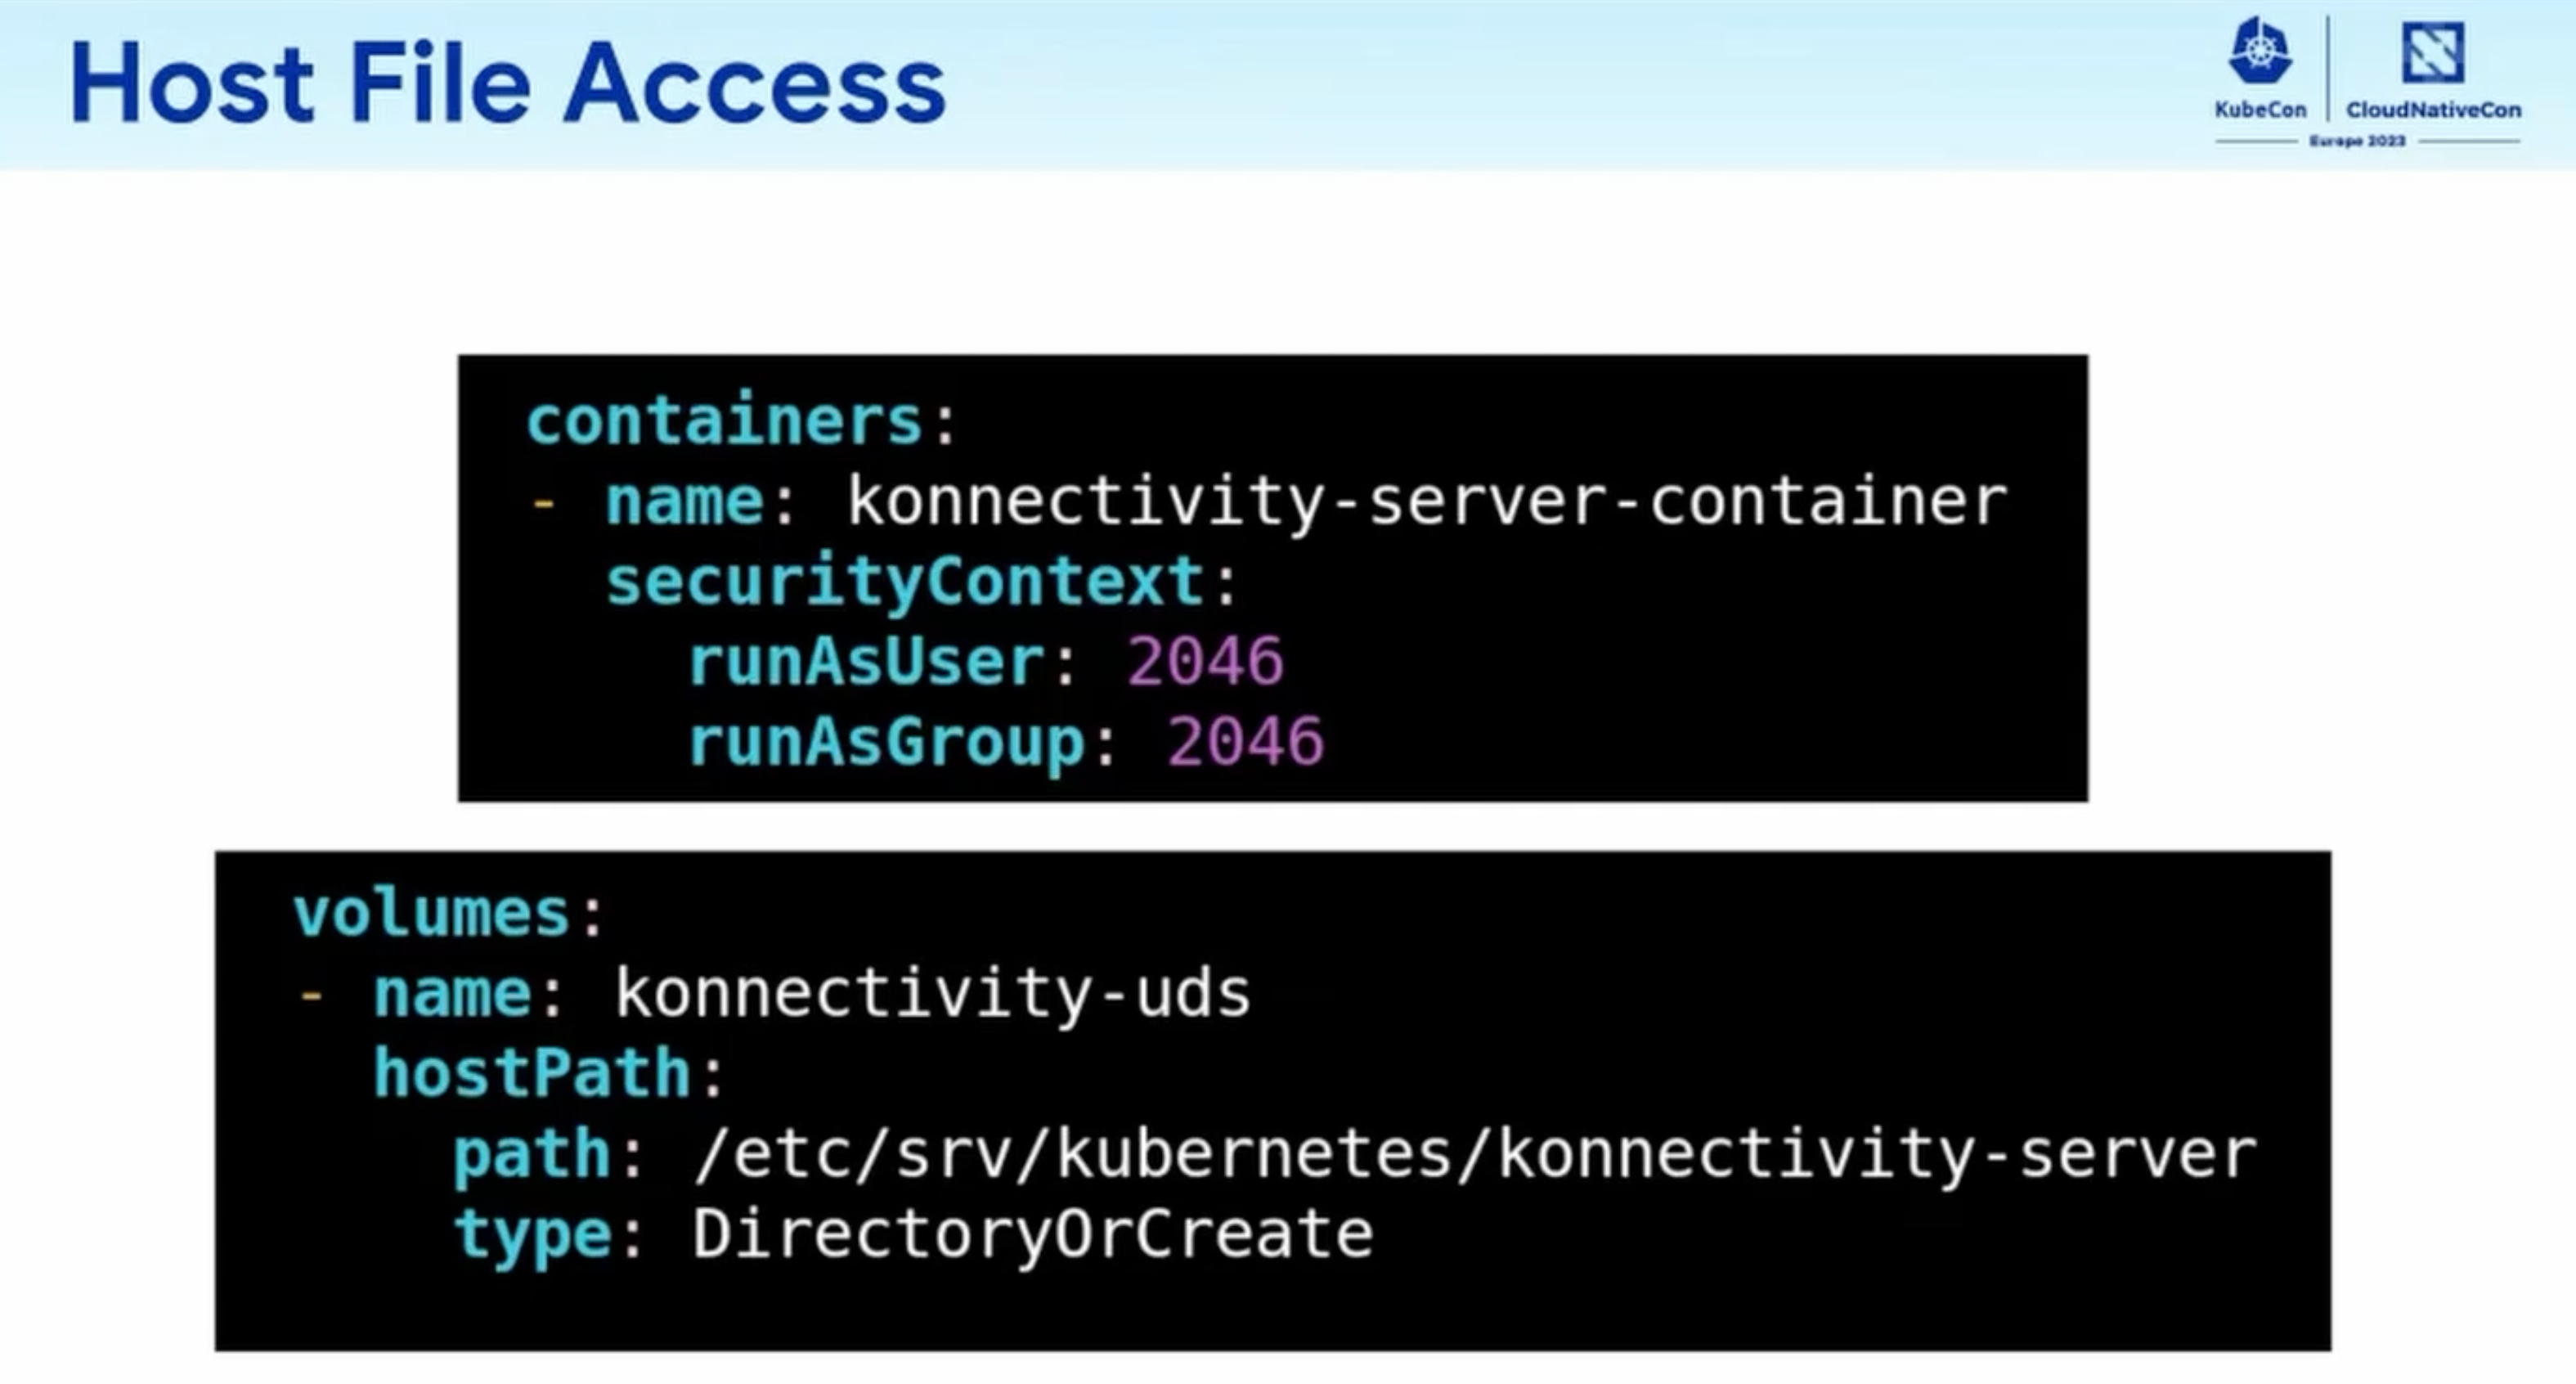 Host File Access
KubeCon
CloudNativeCon
Europe 2023
containers:
- name: konnectivity-server-container
securityContext:
runAsUser: 2046
runAsGroup: 2046
volumes:
- name: konnectivity-uds
hostPath:
path: /etc/srv/kubernetes/konnectivity-server
type: DirectoryOrCreate